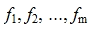 f₁, f₂, ..., fₘ